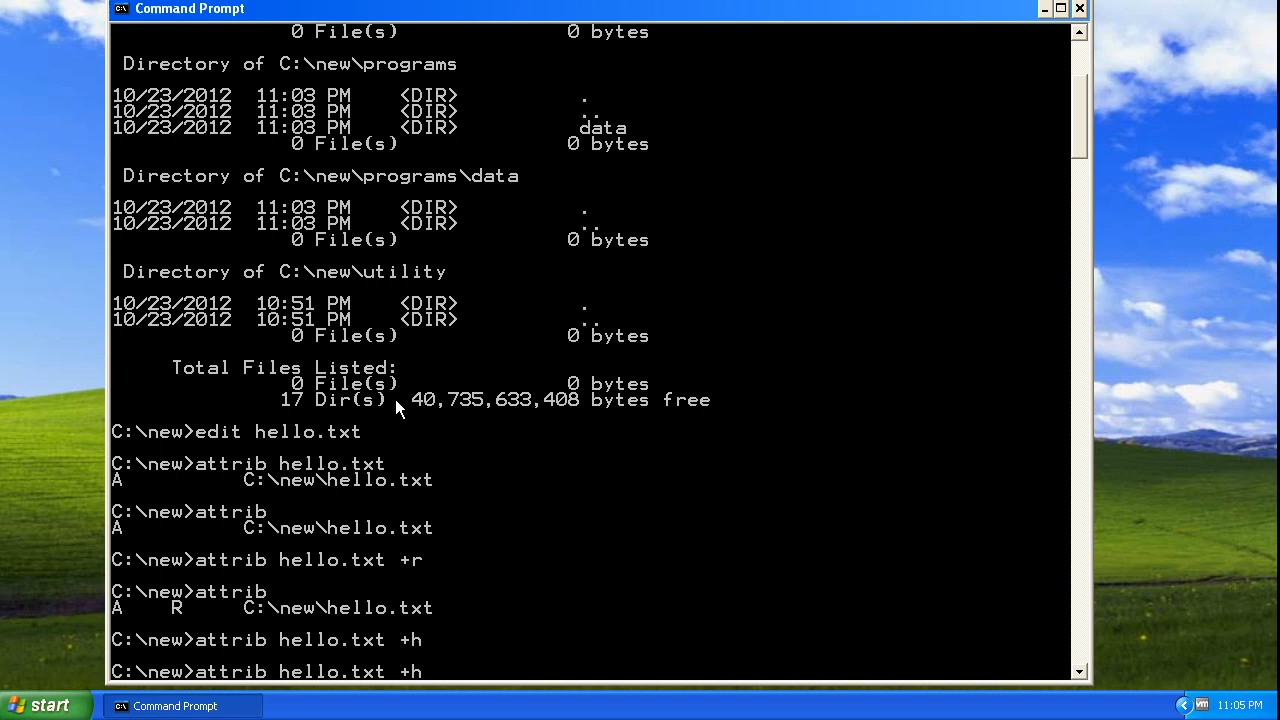 Command Prompt
0 File(s) 0 bytes
Directory of C:\new\programs
10/23/2012 11:03 PM <DIR> .
10/23/2012 11:03 PM <DIR> ..
10/23/2012 11:03 PM <DIR> data
0 File(s) 0 bytes
Directory of C:\new\programs\data
10/23/2012 11:03 PM <DIR> .
10/23/2012 11:03 PM <DIR> ..
0 File(s) 0 bytes
Directory of C:\new\utility
10/23/2012 10:51 PM <DIR> .
10/23/2012 10:51 PM <DIR> ..
0 File(s) 0 bytes
Total Files Listed:
0 File(s) 0 bytes
17 Dir(s) 40,735,633,408 bytes free
C:\new>edit hello.txt
C:\new>attrib hello.txt
A C:\new\hello.txt
C:\new>attrib
A C:\new\hello.txt
C:\new>attrib hello.txt +r
C:\new>attrib
A R C:\new\hello.txt
C:\new>attrib hello.txt +h
C:\new>attrib hello.txt +h
start
Command Prompt
vm
11:05 PM